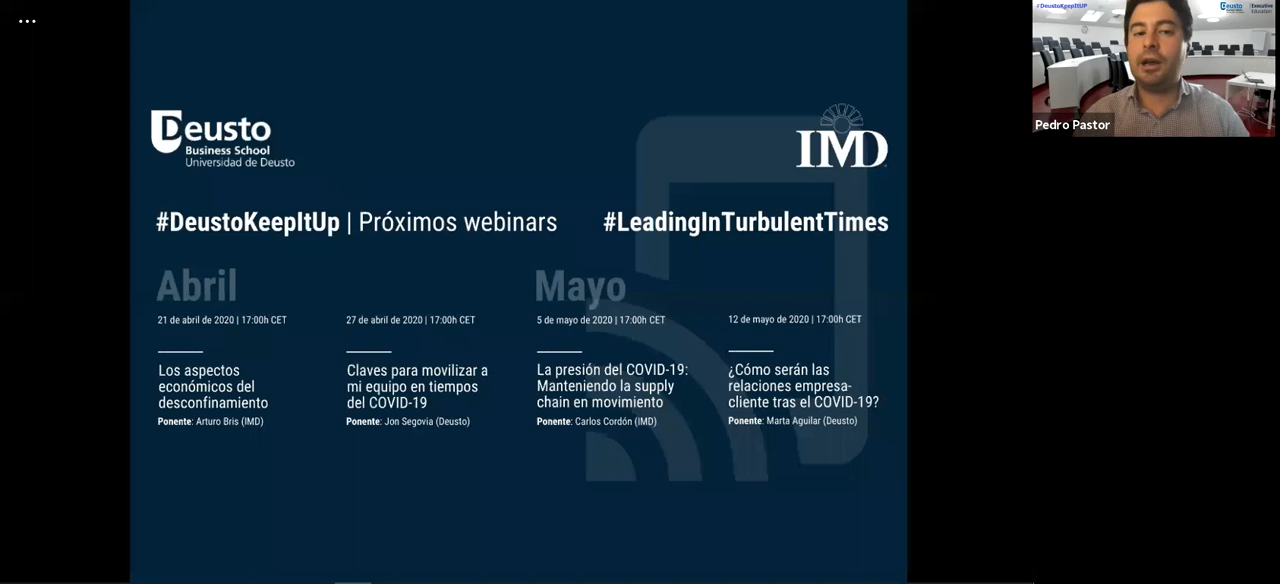 Deusto
Business School
Universidad de Deusto
IMD
#DeustoKeepItUp | Próximos webinars
#LeadingInTurbulentTimes
Abril
Mayo
21 de abril de 2020 | 17:00h CET
Los aspectos
económicos del
desconfinamiento
Ponente: Arturo Bris (IMD)
27 de abril de 2020 | 17:00h CET
Claves para movilizar a
mi equipo en tiempos
del COVID-19
Ponente: Jon Segovia (Deusto)
5 de mayo de 2020 | 17:00h CET
La presión del COVID-19:
Manteniendo la supply
chain en movimiento
Ponente: Carlos Cordón (IMD)
12 de mayo de 2020 | 17:00h CET
¿Cómo serán las
relaciones empresa-
cliente tras el COVID-19?
Ponente: Marta Aguilar (Deusto)
#DeustoKeepItUP
Deusto
Executive
Education
Pedro Pastor